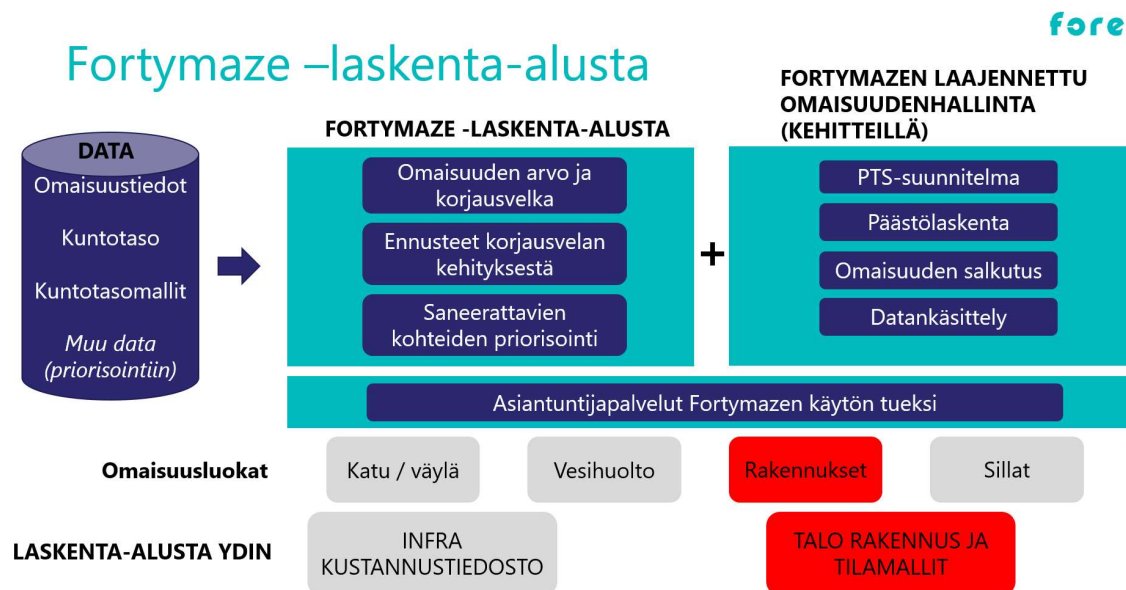 fore
Fortymaze –laskenta-alusta
DATA
Omaisuustiedot
Kuntotaso
Kuntotasomallit
Muu data
(priorisointiin)
FORTYMAZE -LASKENTA-ALUSTA
Omaisuuden arvo ja
korjausvelka
Ennusteet korjausvelan
kehityksestä
Saneerattavien
kohteiden priorisointi
+
FORTYMAZEN LAAJENNETTU
OMAISUUDENHALLINTA
(KEHITTEILLÄ)
PTS-suunnitelma
Päästölaskenta
Omaisuuden salkutus
Datankäsittely
Asiantuntijapalvelut Fortymazen käytön tueksi
Omaisuusluokat
Katu / väylä
Vesihuolto
Rakennukset
Sillat
LASKENTA-ALUSTA YDIN
INFRA
KUSTANNUSTIEDOSTO
TALO RAKENNUS JA
TILAMALLIT